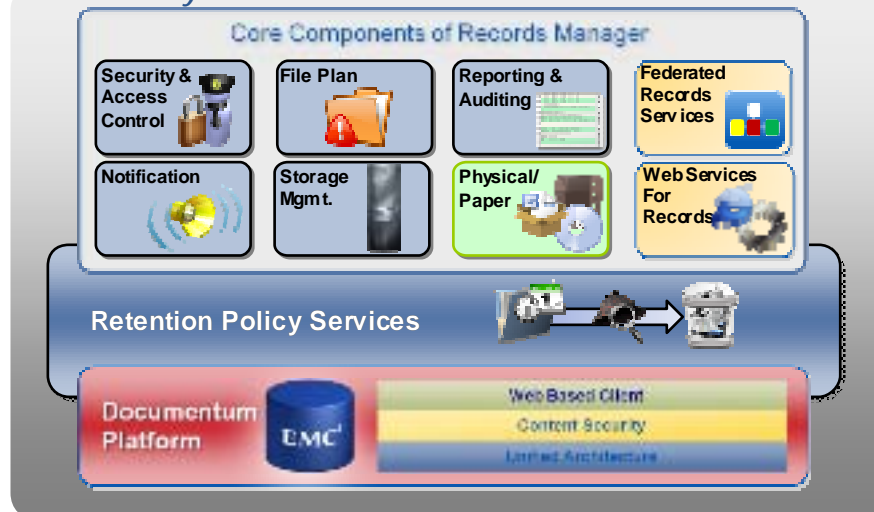 Core Components of Records Manager
Security &
Access
Control
File Plan
Reporting &
Auditing
Federated
Records
Services
Notification
Storage
Mgmt.
Physical/
Paper
Web Services
For
Records
Retention Policy Services
Documentum
Platform
EMC²
Web Based Client
Content Security
Unified Architecture